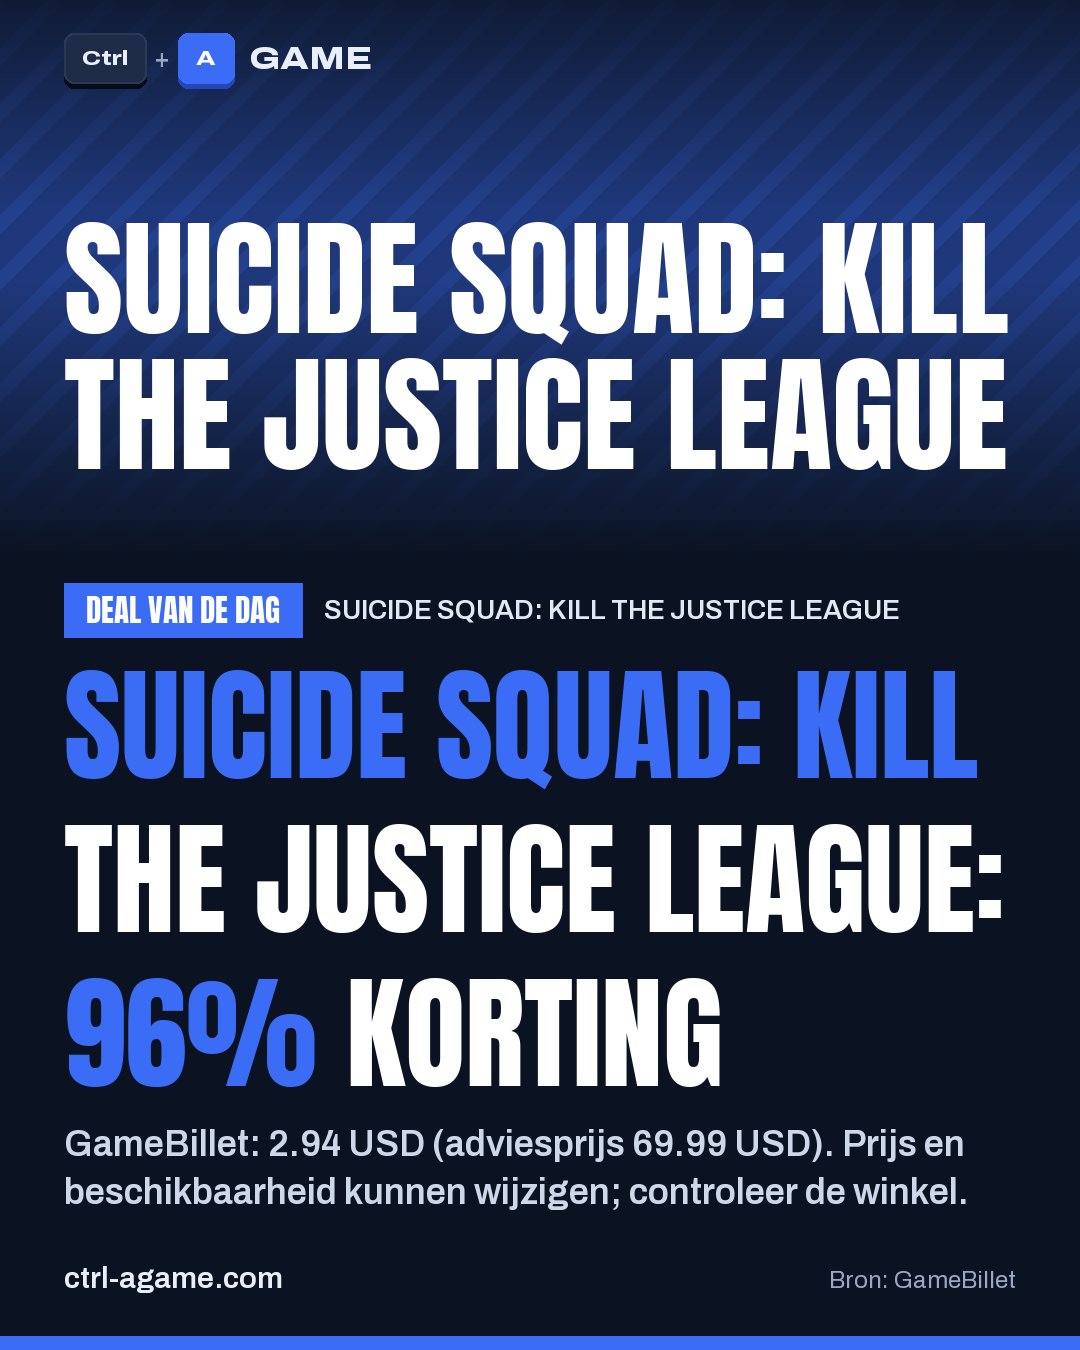 Ctrl + A GAME
SUICIDE SQUAD: KILL
THE JUSTICE LEAGUE
DEAL VAN DE DAG SUICIDE SQUAD: KILL THE JUSTICE LEAGUE
SUICIDE SQUAD: KILL
THE JUSTICE LEAGUE:
96% KORTING
GameBillet: 2.94 USD (adviesprijs 69.99 USD). Prijs en
beschikbaarheid kunnen wijzigen; controleer de winkel.
ctrl-agame.com
Bron: GameBillet